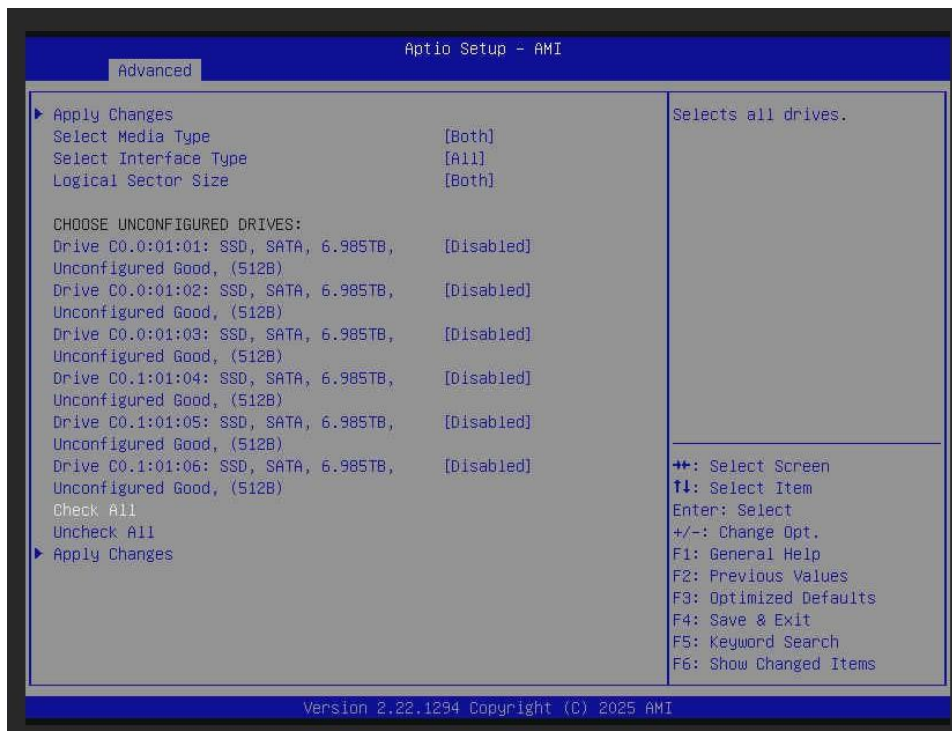 Aptio Setup - AMI
Advanced
Apply Changes
Select Media Type [Both]
Select Interface Type [All]
Logical Sector Size [Both]
CHOOSE UNCONFIGURED DRIVES:
Drive C0.0:01:01: SSD, SATA, 6.985TB, [Disabled]
Unconfigured Good, (512B)
Drive C0.0:01:02: SSD, SATA, 6.985TB, [Disabled]
Unconfigured Good, (512B)
Drive C0.0:01:03: SSD, SATA, 6.985TB, [Disabled]
Unconfigured Good, (512B)
Drive C0.1:01:04: SSD, SATA, 6.985TB, [Disabled]
Unconfigured Good, (512B)
Drive C0.1:01:05: SSD, SATA, 6.985TB, [Disabled]
Unconfigured Good, (512B)
Drive C0.1:01:06: SSD, SATA, 6.985TB, [Disabled]
Unconfigured Good, (512B)
Check All
Uncheck All
Apply Changes
Selects all drives.
→←: Select Screen
↑↓: Select Item
Enter: Select
+/-: Change Opt.
F1: General Help
F2: Previous Values
F3: Optimized Defaults
F4: Save & Exit
F5: Keyword Search
F6: Show Changed Items
Version 2.22.1294 Copyright (C) 2025 AMI